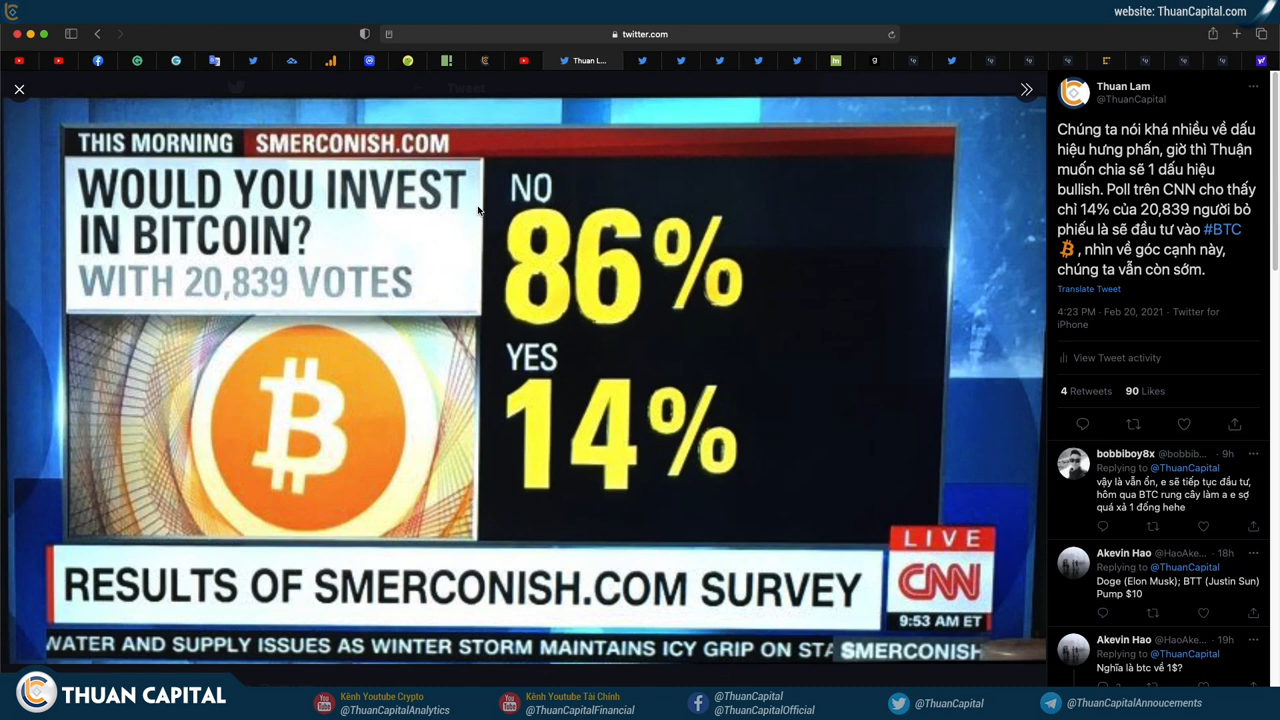 website: ThuanCapital.com
twitter.com
Thuan L...
Tweet
THIS MORNING SMERCONISH.COM
WOULD YOU INVEST
IN BITCOIN?
WITH 20,839 VOTES
NO
86%
YES
14%
RESULTS OF SMERCONISH.COM SURVEY
LIVE
CNN
9:53 AM ET
WATER AND SUPPLY ISSUES AS WINTER STORM MAINTAINS ICY GRIP ON STA
SMERCONISH
Thuan Lam
@ThuanCapital
Chúng ta nói khá nhiều về dấu
hiệu hưng phấn, giờ thì Thuận
muốn chia sẽ 1 dấu hiệu
bullish. Poll trên CNN cho thấy
chỉ 14% của 20,839 người bỏ
phiếu là sẽ đầu tư vào #BTC
, nhìn về góc cạnh này,
chúng ta vẫn còn sớm.
Translate Tweet
4:23 PM · Feb 20, 2021 · Twitter for
iPhone
View Tweet activity
4 Retweets 90 Likes
bobbiboy8x @bobbib... · 9h
Replying to @ThuanCapital
vậy là vẫn ổn, e sẽ tiếp tục đầu tư,
hôm qua BTC rung cây làm a e sợ
quá xả 1 đống hehe
Akevin Hao @HaoAke... · 18h
Replying to @ThuanCapital
Doge (Elon Musk); BTT (Justin Sun)
Pump $10
Akevin Hao @HaoAke... · 19h
Replying to @ThuanCapital
Nghĩa là btc về 1$?
THUAN CAPITAL
Kênh Youtube Crypto
@ThuanCapitalAnalytics
Kênh Youtube Tài Chính
@ThuanCapitalFinancial
@ThuanCapital
@ThuanCapitalOfficial
@ThuanCapital
@ThuanCapitalAnnoucements